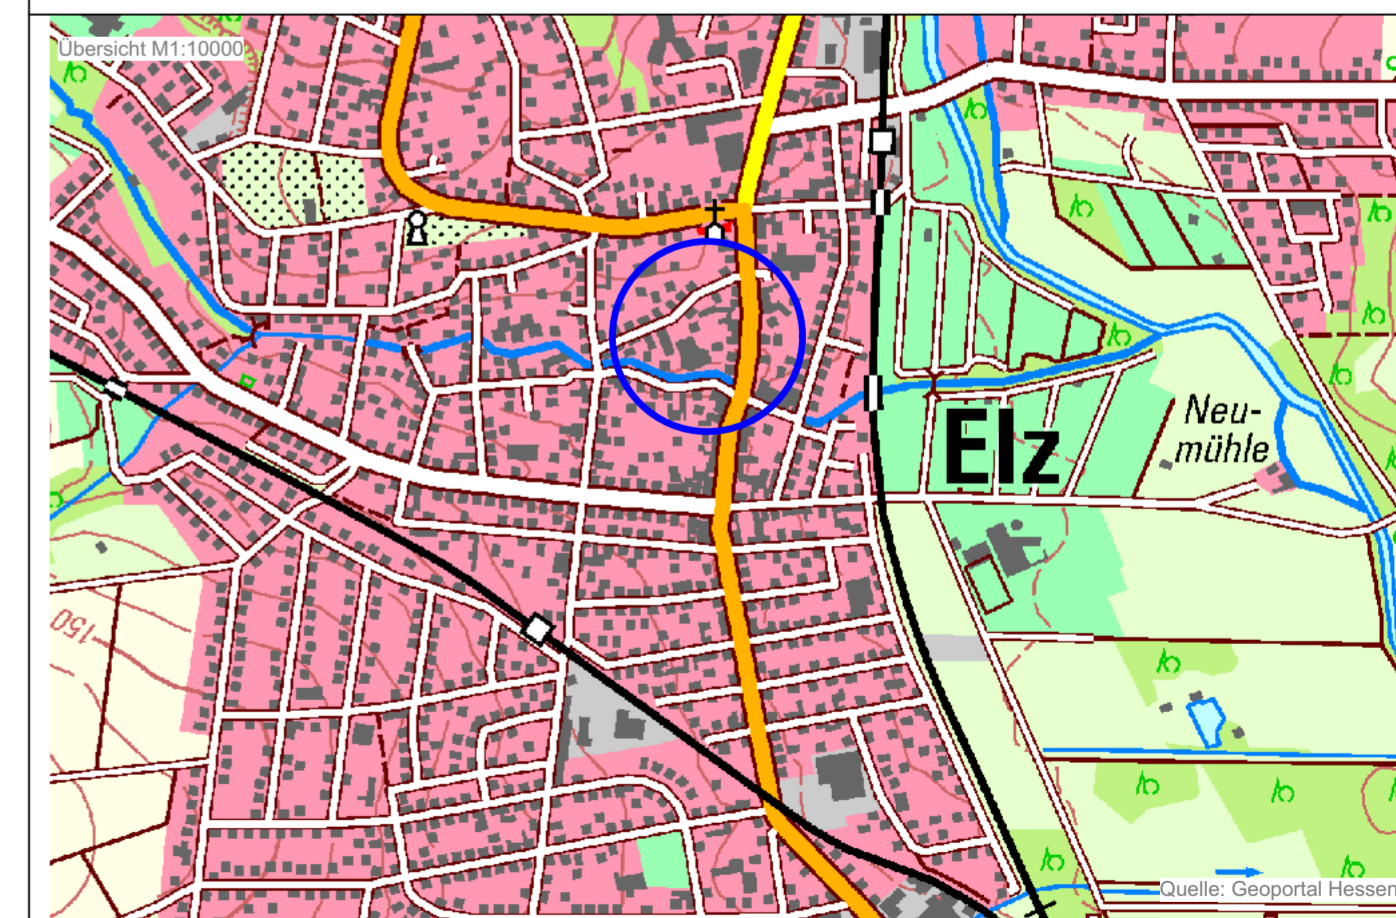 Übersicht M1:10000
Elz
Neu-
mühle
150
Quelle: Geoportal Hessen